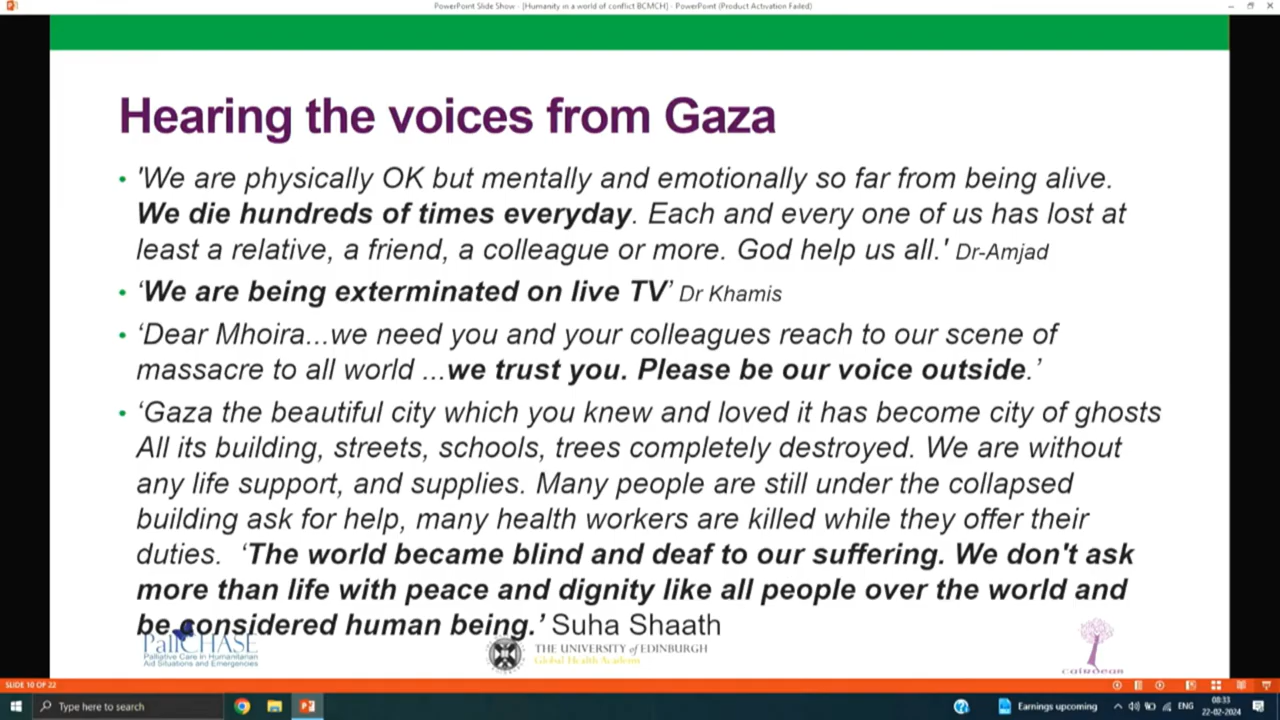 PowerPoint Slide Show - [Humanity in a world of conflict BCMCH] - PowerPoint (Product Activation Failed)
Hearing the voices from Gaza
• 'We are physically OK but mentally and emotionally so far from being alive.
We die hundreds of times everyday. Each and every one of us has lost at
least a relative, a friend, a colleague or more. God help us all.' Dr-Amjad
• ‘We are being exterminated on live TV’ Dr Khamis
• ‘Dear Mhoira...we need you and your colleagues reach to our scene of
massacre to all world ...we trust you. Please be our voice outside.’
• ‘Gaza the beautiful city which you knew and loved it has become city of ghosts
All its building, streets, schools, trees completely destroyed. We are without
any life support, and supplies. Many people are still under the collapsed
building ask for help, many health workers are killed while they offer their
duties. ‘The world became blind and deaf to our suffering. We don't ask
more than life with peace and dignity like all people over the world and
be considered human being.’ Suha Shaath
PallCHASE
Palliative Care in Humanitarian
Aid Situations and Emergencies
THE UNIVERSITY of EDINBURGH
Global Health Academy
cairdeas
SLIDE 10 OF 22
Type here to search
Earnings upcoming
ENG
08:33
22-02-2024